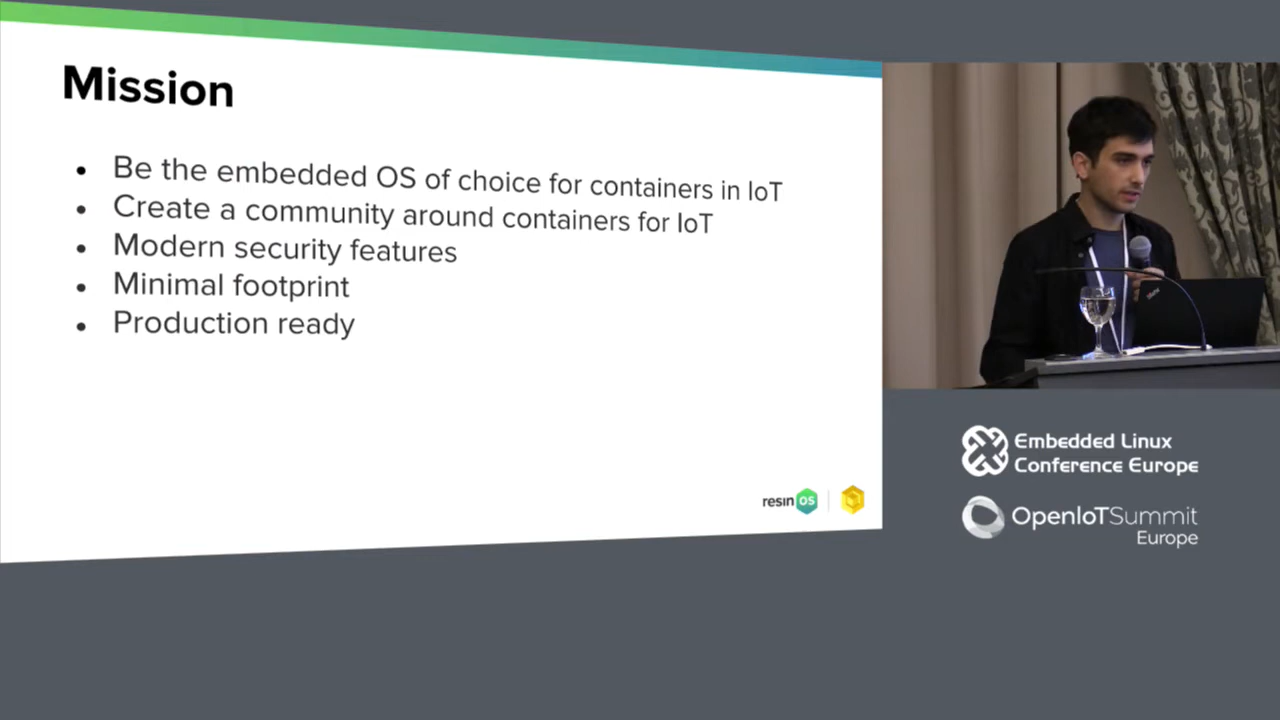 Mission
• Be the embedded OS of choice for containers in IoT
• Create a community around containers for IoT
• Modern security features
• Minimal footprint
• Production ready
resin OS
Embedded Linux
Conference Europe
OpenIoTSummit
Europe